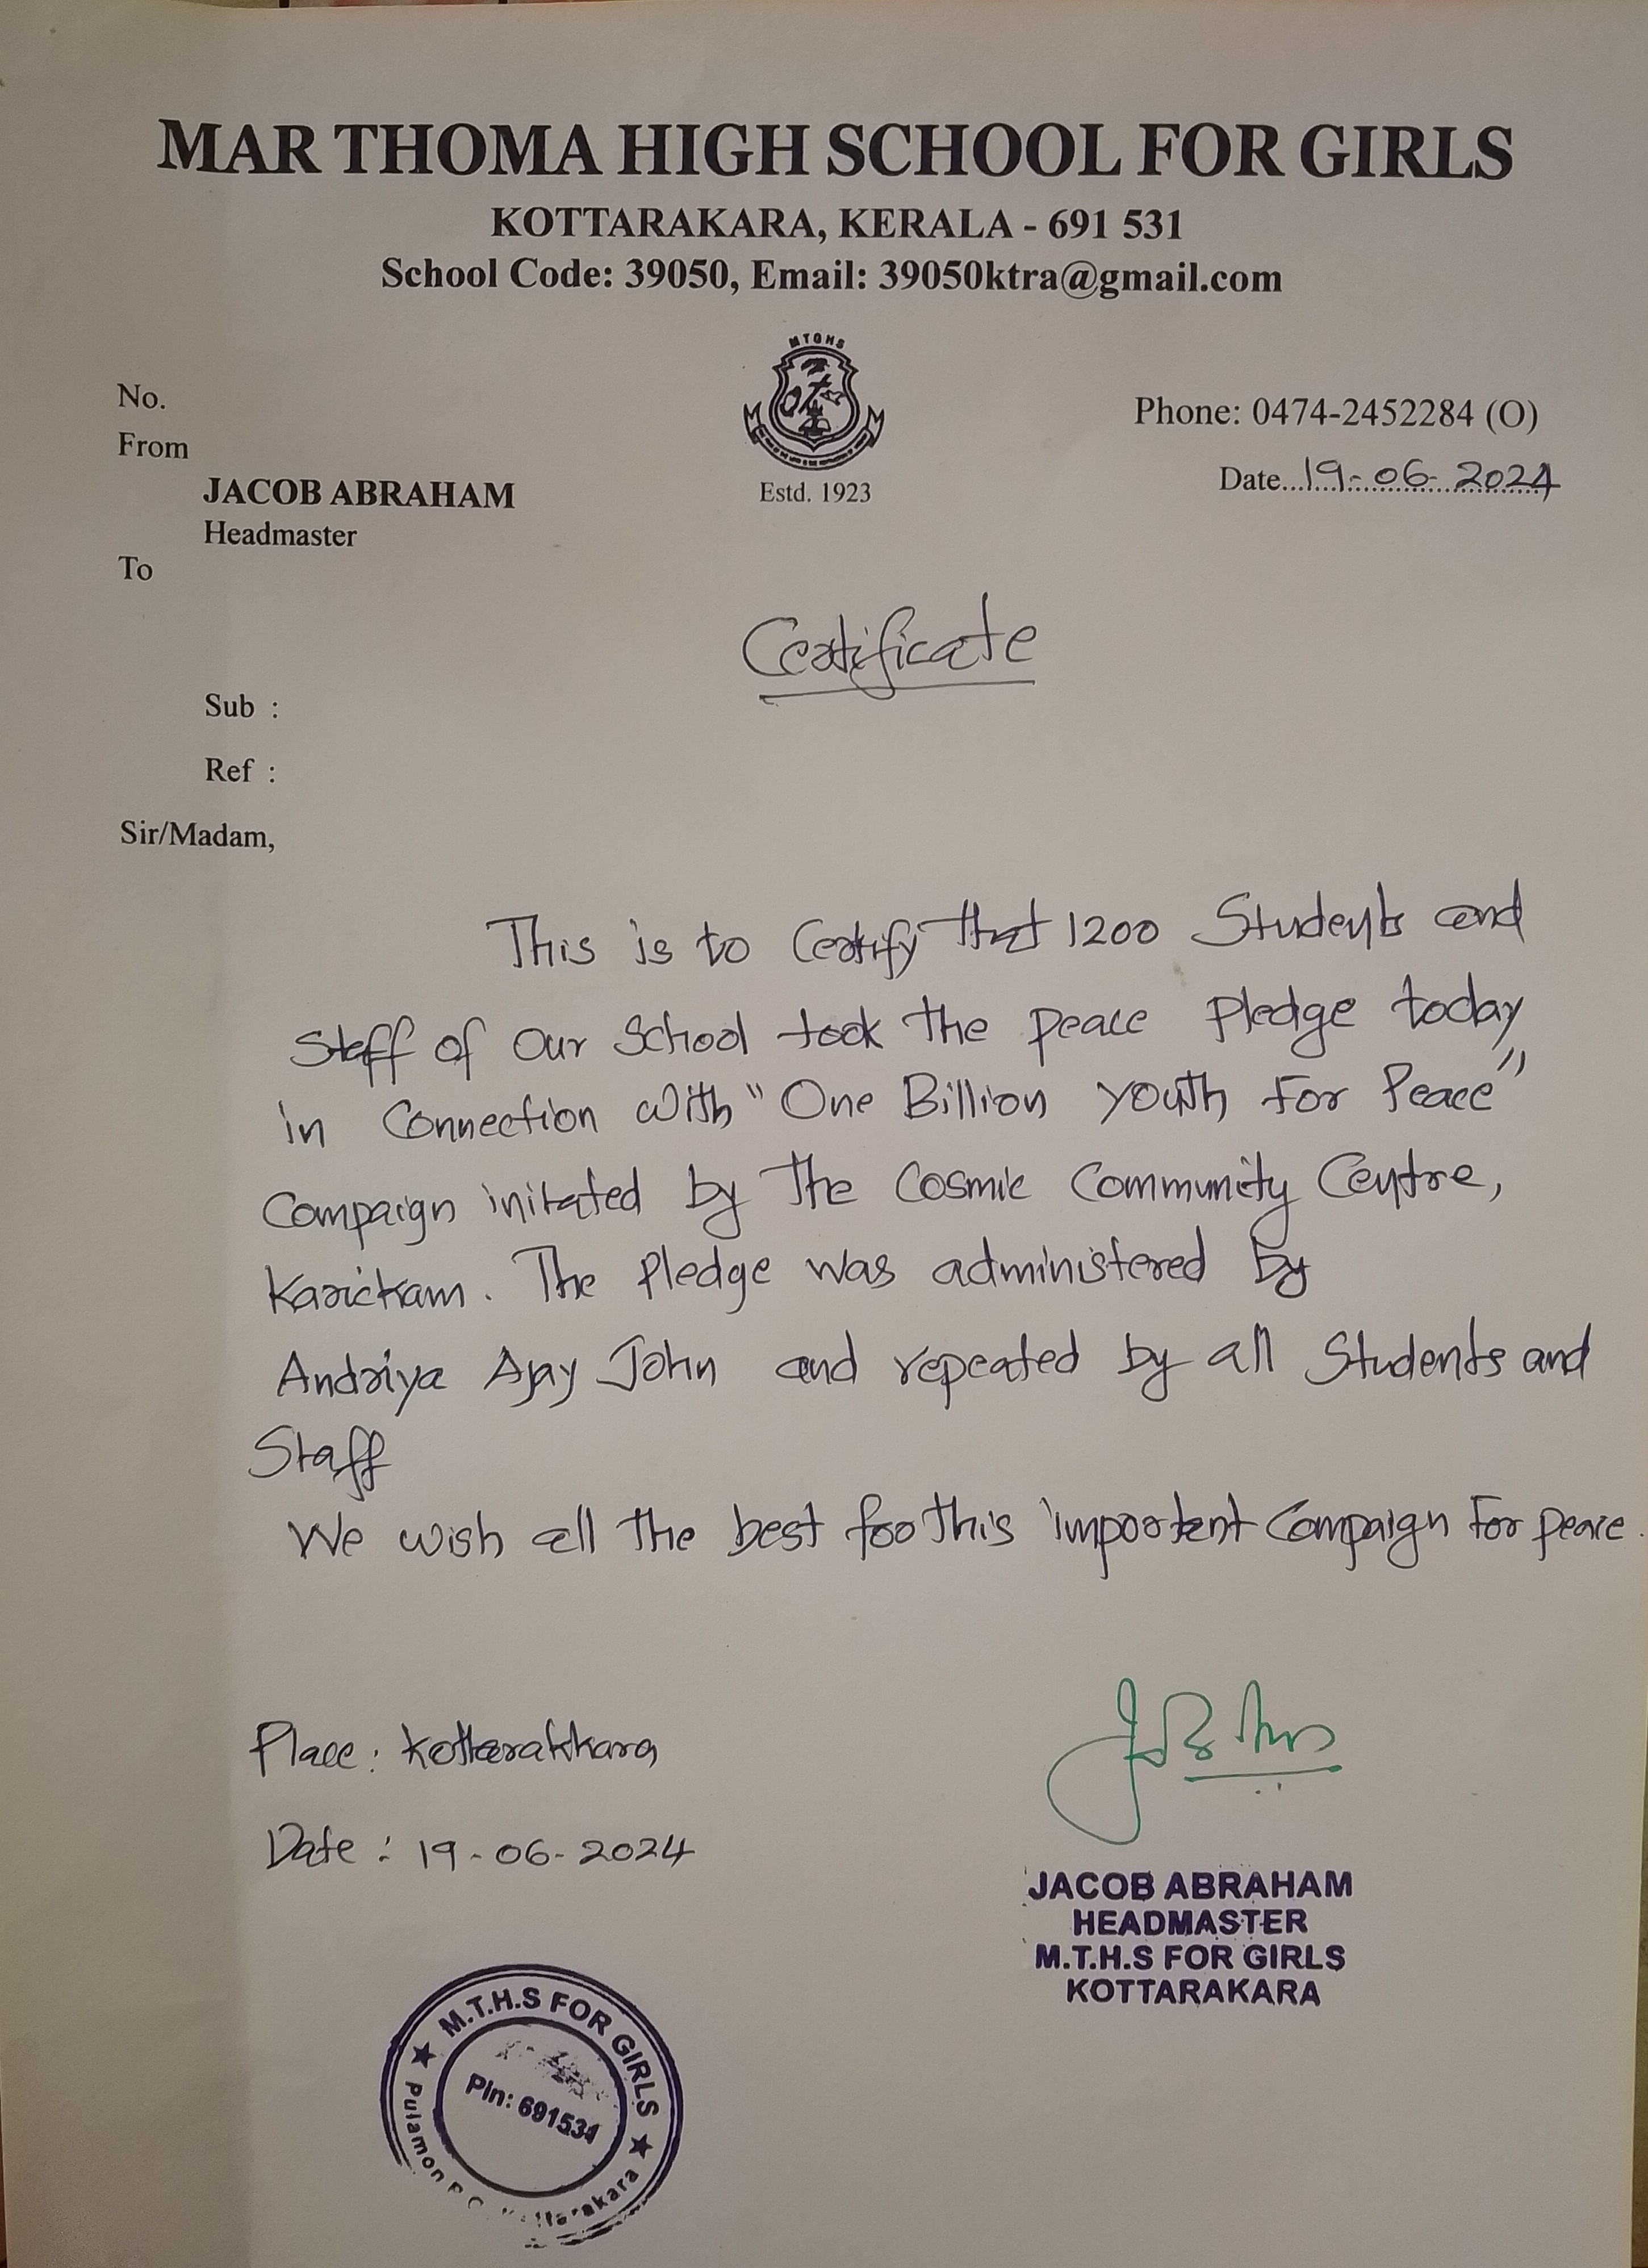 MAR THOMA HIGH SCHOOL FOR GIRLS
KOTTARAKARA, KERALA - 691 531
School Code: 39050, Email: 39050ktra@gmail.com
MTGHS
Estd. 1923
No.
From
JACOB ABRAHAM
Headmaster
To
Phone: 0474-2452284 (O)
Date...19-06-2024
Certificate
Sub :
Ref :
Sir/Madam,
This is to Certify that 1200 Students and
Staff of Our School took the peace Pledge today
in Connection with "One Billion Youth For Peace"
Campaign initated by The Cosmic Community Centre,
Karickam. The Pledge was administered by
Andriya Ajay John and repeated by all Students and
Staff
We wish all the best for this important Campaign For peace.
Place: Kottarakkara
Date: 19-06-2024
JACOB ABRAHAM
HEADMASTER
M.T.H.S FOR GIRLS
KOTTARAKARA
M.T.H.S FOR GIRLS
Pin: 691531
Pulamon P.O